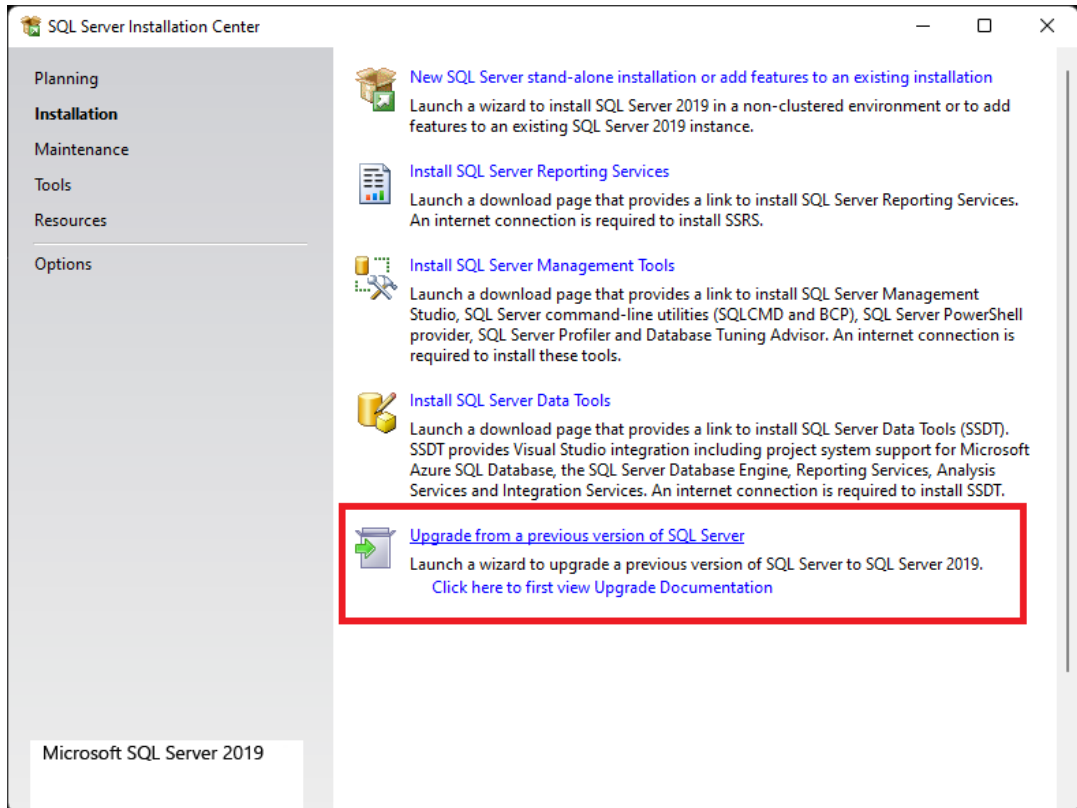 SQL Server Installation Center
Planning
Installation
Maintenance
Tools
Resources
Options
Microsoft SQL Server 2019
New SQL Server stand-alone installation or add features to an existing installation
Launch a wizard to install SQL Server 2019 in a non-clustered environment or to add
features to an existing SQL Server 2019 instance.
Install SQL Server Reporting Services
Launch a download page that provides a link to install SQL Server Reporting Services.
An internet connection is required to install SSRS.
Install SQL Server Management Tools
Launch a download page that provides a link to install SQL Server Management
Studio, SQL Server command-line utilities (SQLCMD and BCP), SQL Server PowerShell
provider, SQL Server Profiler and Database Tuning Advisor. An internet connection is
required to install these tools.
Install SQL Server Data Tools
Launch a download page that provides a link to install SQL Server Data Tools (SSDT).
SSDT provides Visual Studio integration including project system support for Microsoft
Azure SQL Database, the SQL Server Database Engine, Reporting Services, Analysis
Services and Integration Services. An internet connection is required to install SSDT.
Upgrade from a previous version of SQL Server
Launch a wizard to upgrade a previous version of SQL Server to SQL Server 2019.
Click here to first view Upgrade Documentation